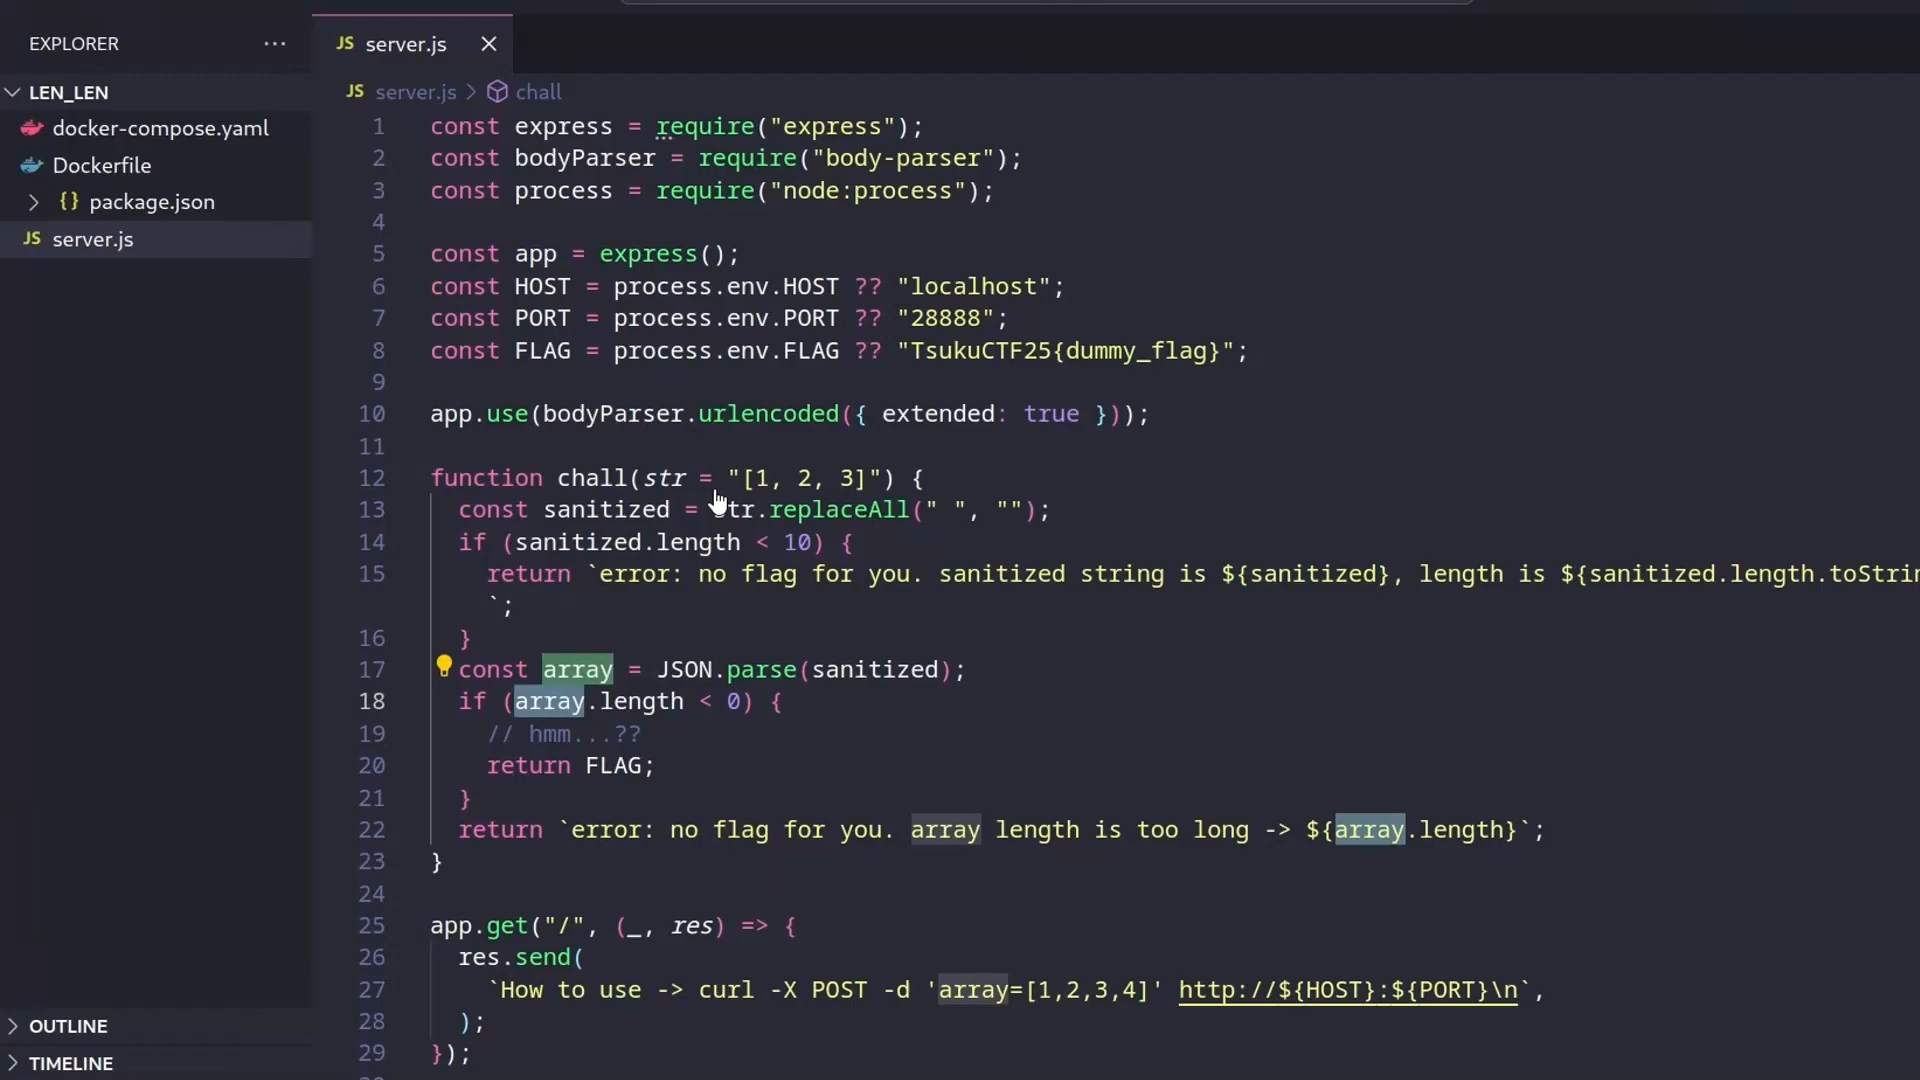 EXPLORER ...
LEN_LEN
docker-compose.yaml
Dockerfile
{} package.json
JS server.js
OUTLINE
TIMELINE
JS server.js
JS server.js > chall
1 const express = require("express");
2 const bodyParser = require("body-parser");
3 const process = require("node:process");
4
5 const app = express();
6 const HOST = process.env.HOST ?? "localhost";
7 const PORT = process.env.PORT ?? "28888";
8 const FLAG = process.env.FLAG ?? "TsukuCTF25{dummy_flag}";
9
10 app.use(bodyParser.urlencoded({ extended: true }));
11
12 function chall(str = "[1, 2, 3]") {
13 const sanitized = str.replaceAll(" ", "");
14 if (sanitized.length < 10) {
15 return `error: no flag for you. sanitized string is ${sanitized}, length is ${sanitized.length.toStrin
`;
16 }
17 const array = JSON.parse(sanitized);
18 if (array.length < 0) {
19 // hmm...??
20 return FLAG;
21 }
22 return `error: no flag for you. array length is too long -> ${array.length}`;
23 }
24
25 app.get("/", (_, res) => {
26 res.send(
27 `How to use -> curl -X POST -d 'array=[1,2,3,4]' http://${HOST}:${PORT}\n`,
28 );
29 });